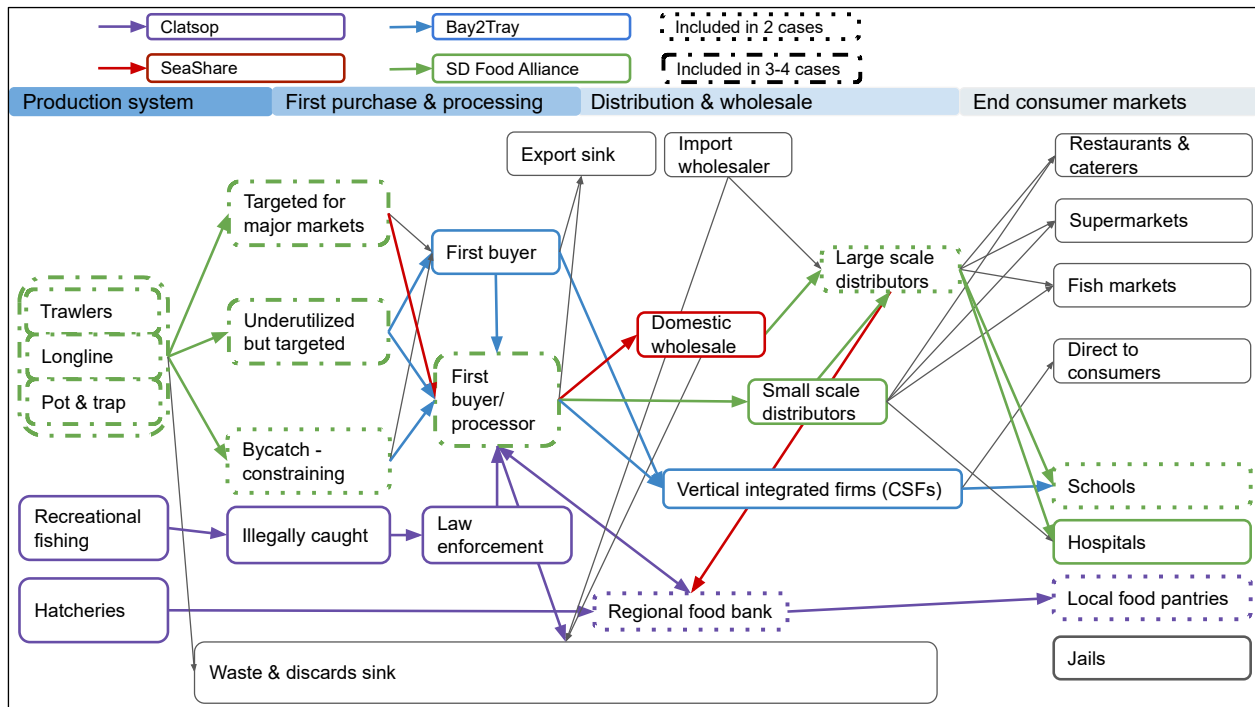 Clatsop
Bay2Tray
Included in 2 cases
SeaShare
SD Food Alliance
Included in 3-4 cases
Production system
First purchase & processing
Distribution & wholesale
End consumer markets
Export sink
Import
wholesaler
Restaurants &
caterers
Targeted for
major markets
Supermarkets
First buyer
Large scale
distributors
Fish markets
Trawlers
Longline
Pot & trap
Underutilized
but targeted
Domestic
wholesale
Direct to
consumers
First
buyer/
processor
Small scale
distributors
Bycatch -
constraining
Vertical integrated firms (CSFs)
Schools
Recreational
fishing
Illegally caught
Law
enforcement
Hospitals
Hatcheries
Regional food bank
Local food pantries
Waste & discards sink
Jails